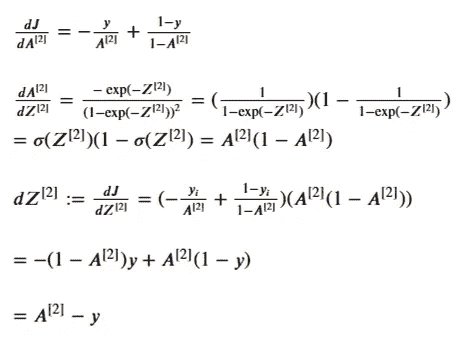 dJ/dA^[2] = −y/A^[2] + (1−y)/(1−A^[2])
dA^[2]/dZ^[2] = −exp(−Z^[2])/(1−exp(−Z^[2]))² = (−1/(1−exp(−Z^[2])))(1 − 1/(1−exp(−Z^[2])))
= σ(Z^[2])(1 − σ(Z^[2]) = A^[2](1 − A^[2])
dZ^[2] := dJ/dZ^[2] = (−y_i/A^[2] + (1−y_i)/(1−A^[2]))(A^[2](1 − A^[2]))
= −(1 − A^[2])y + A^[2](1 − y)
= A^[2] − y